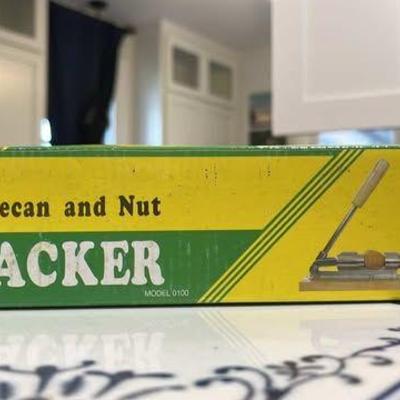 ecan and Nut
ACKER
MODEL 0100